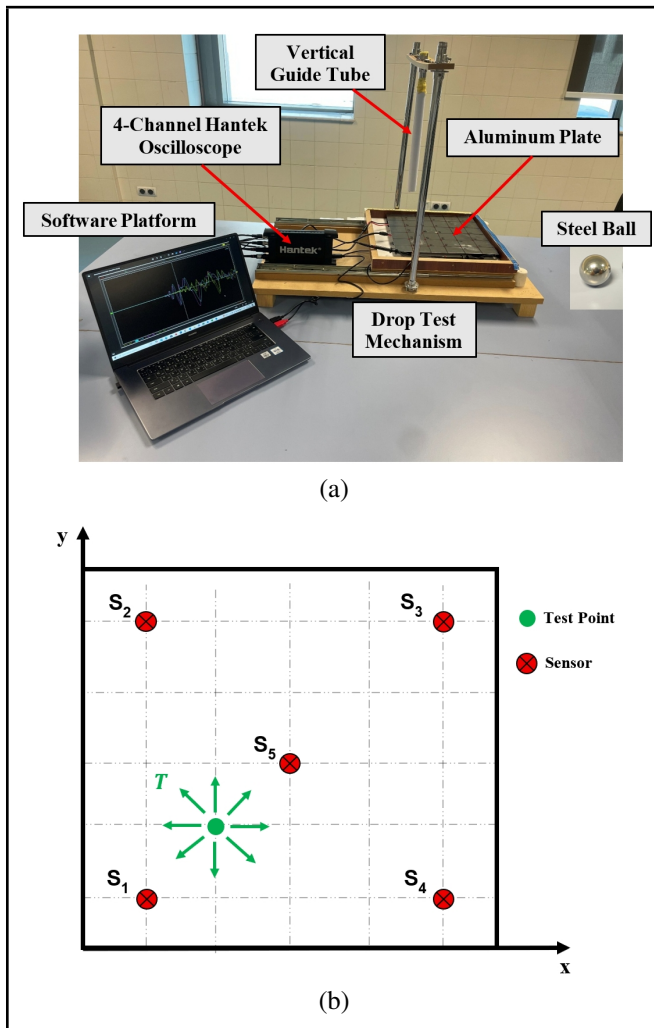 Vertical
Guide Tube
4-Channel Hantek
Oscilloscope
Aluminum Plate
Software Platform
Steel Ball
Hantek
Drop Test
Mechanism
(a)
y
S2
S3
Test Point
Sensor
S5
T
S1
S4
x
(b)